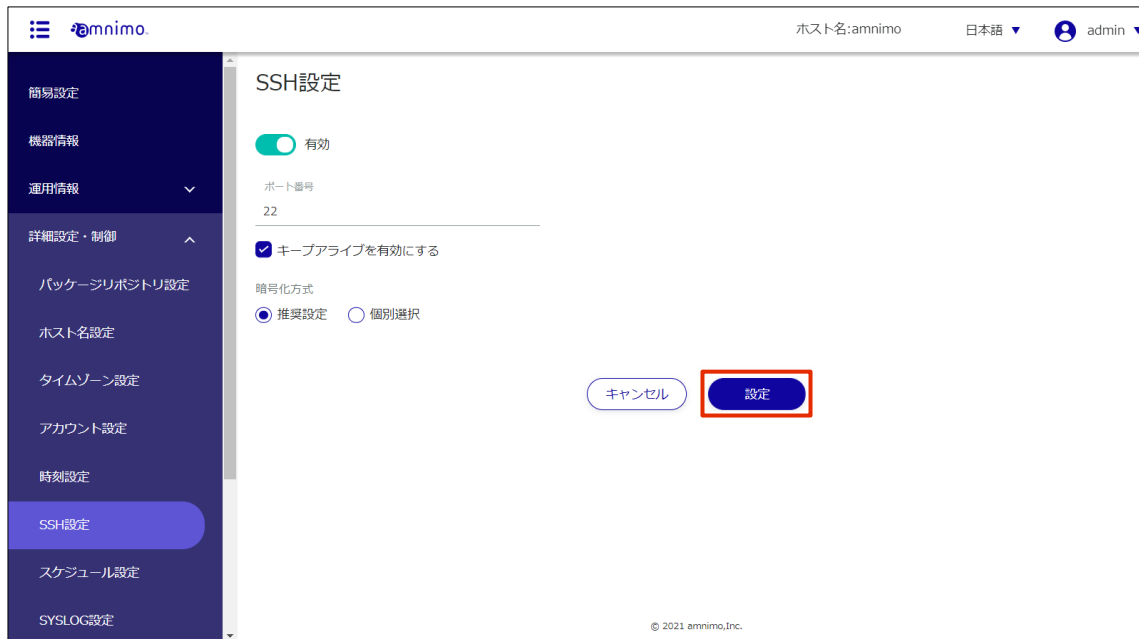 amnimo.
ホスト名:amnimo
日本語 ▼
admin ▼
簡易設定
機器情報
運用情報
詳細設定・制御
パッケージリポジトリ設定
ホスト名設定
タイムゾーン設定
アカウント設定
時刻設定
SSH設定
スケジュール設定
SYSLOG設定
SSH設定
有効
ポート番号
22
キープアライブを有効にする
暗号化方式
推奨設定 個別選択
キャンセル 設定
© 2021 amnimo,Inc.